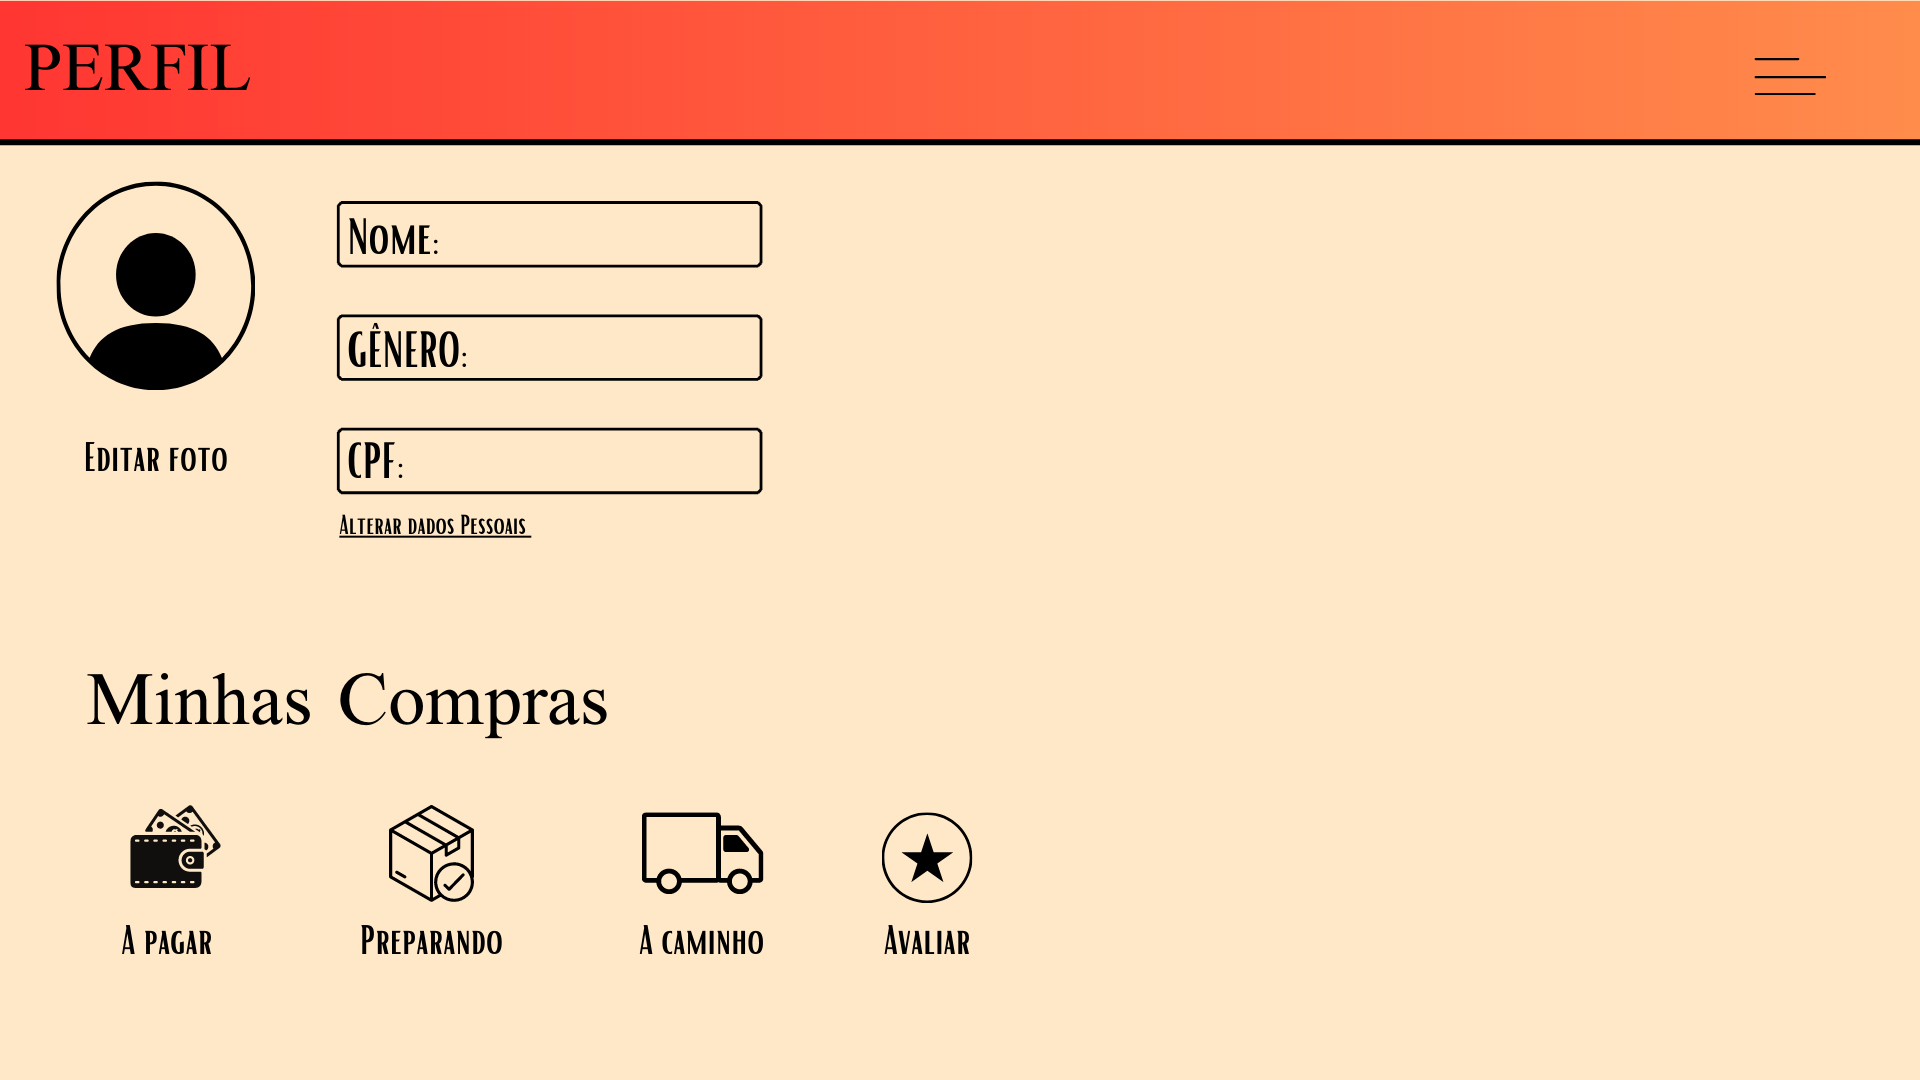 PERFIL
Nome:
GÊNERO:
CPF:
Editar foto
Alterar dados Pessoais
Minhas Compras
A pagar
Preparando
A caminho
Avaliar